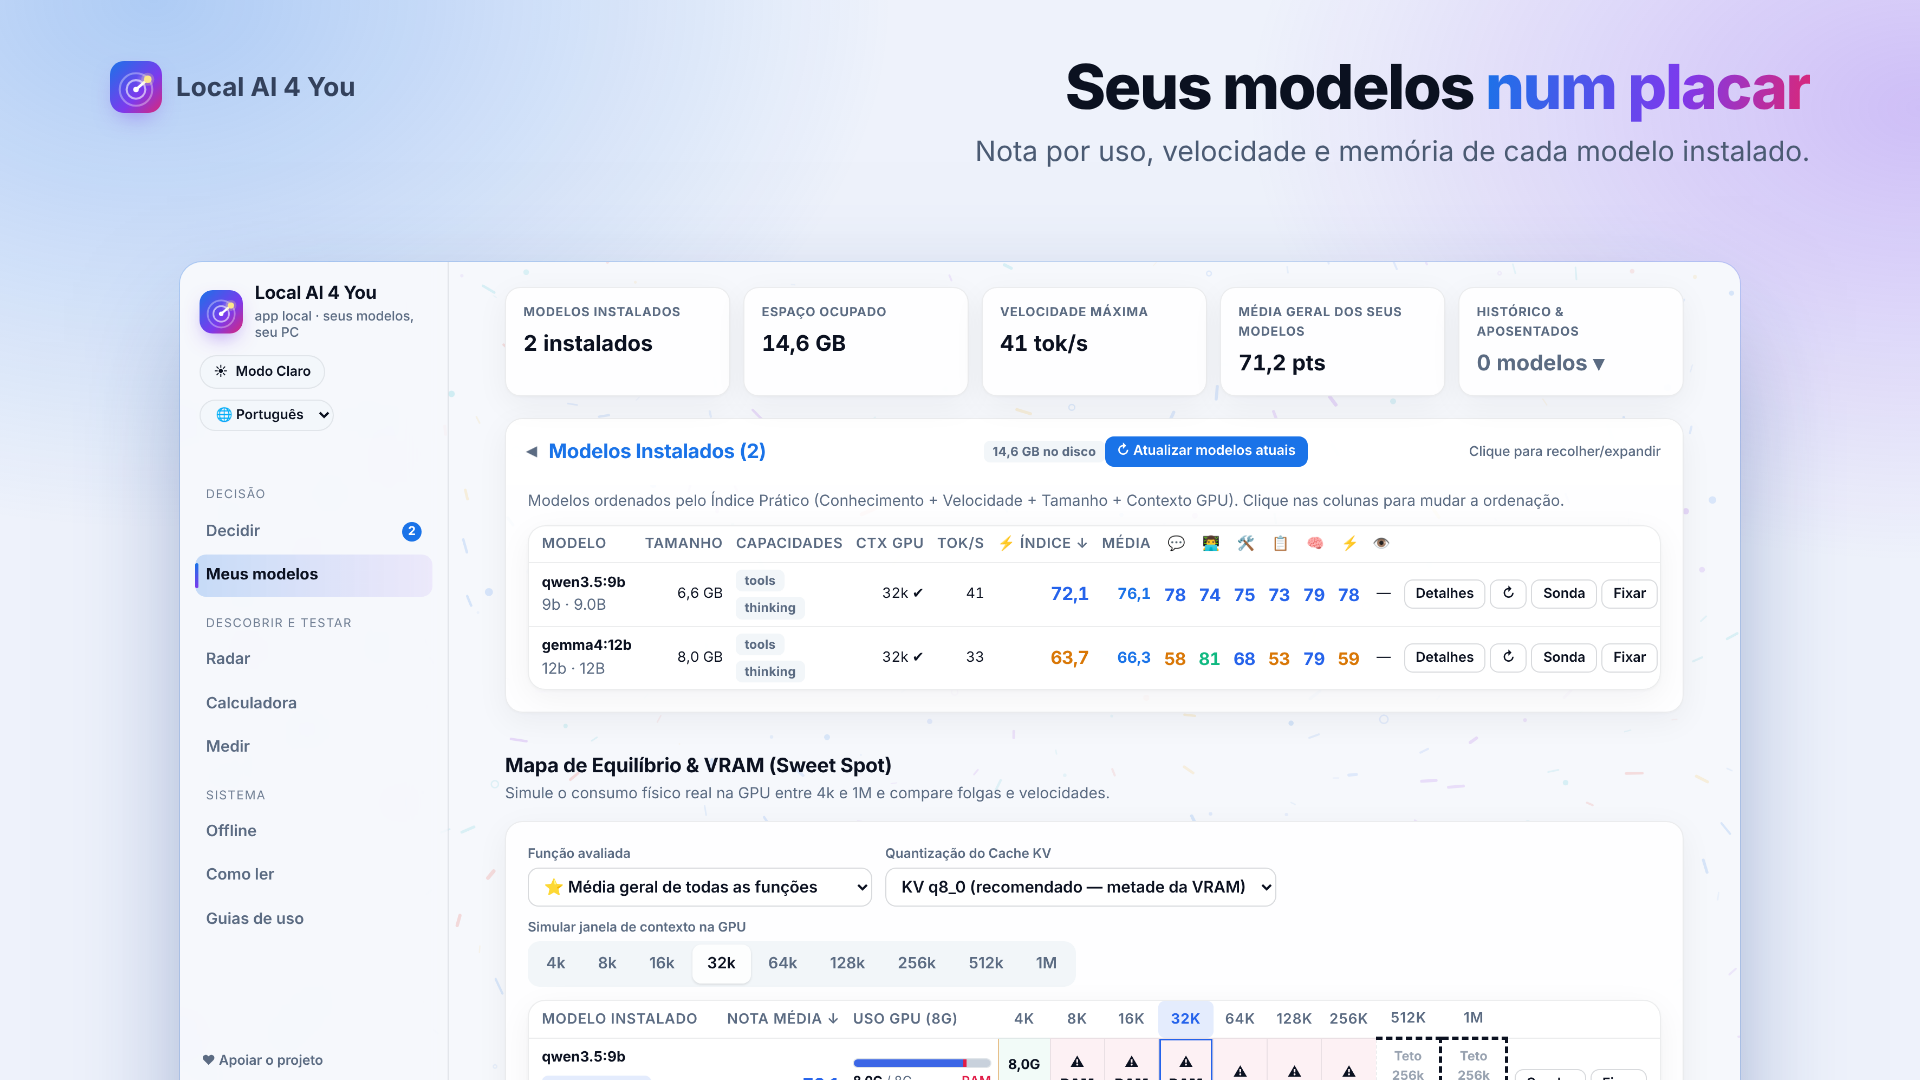 Local AI 4 You
Seus modelos num placar
Nota por uso, velocidade e memória de cada modelo instalado.
Local AI 4 You
app local · seus modelos,
seu PC
Modo Claro
Português
DECISÃO
Decidir 2
Meus modelos
DESCOBRIR E TESTAR
Radar
Calculadora
Medir
SISTEMA
Offline
Como ler
Guias de uso
Apoiar o projeto
MODELOS INSTALADOS
2 instalados
ESPAÇO OCUPADO
14,6 GB
VELOCIDADE MÁXIMA
41 tok/s
MÉDIA GERAL DOS SEUS
MODELOS
71,2 pts
HISTÓRICO &
APOSENTADOS
0 modelos ▾
Modelos Instalados (2) 14,6 GB no disco ↻ Atualizar modelos atuais Clique para recolher/expandir
Modelos ordenados pelo Índice Prático (Conhecimento + Velocidade + Tamanho + Contexto GPU). Clique nas colunas para mudar a ordenação.
MODELO TAMANHO CAPACIDADES CTX GPU TOK/S ⚡ ÍNDICE ↓ MÉDIA
qwen3.5:9b 6,6 GB tools 32k ✔ 41 72,1 76,1 78 74 75 73 79 78 — Detalhes ↻ Sonda Fixar
9b · 9.0B thinking
gemma4:12b 8,0 GB tools 32k ✔ 33 63,7 66,3 58 81 68 53 79 59 — Detalhes ↻ Sonda Fixar
12b · 12B thinking
Mapa de Equilíbrio & VRAM (Sweet Spot)
Simule o consumo físico real na GPU entre 4k e 1M e compare folgas e velocidades.
Função avaliada Quantização do Cache KV
⭐ Média geral de todas as funções KV q8_0 (recomendado — metade da VRAM)
Simular janela de contexto na GPU
4k 8k 16k 32k 64k 128k 256k 512k 1M
MODELO INSTALADO NOTA MÉDIA ↓ USO GPU (8G) 4K 8K 16K 32K 64K 128K 256K 512K 1M
qwen3.5:9b 8,0G Teto Teto
256k 256k